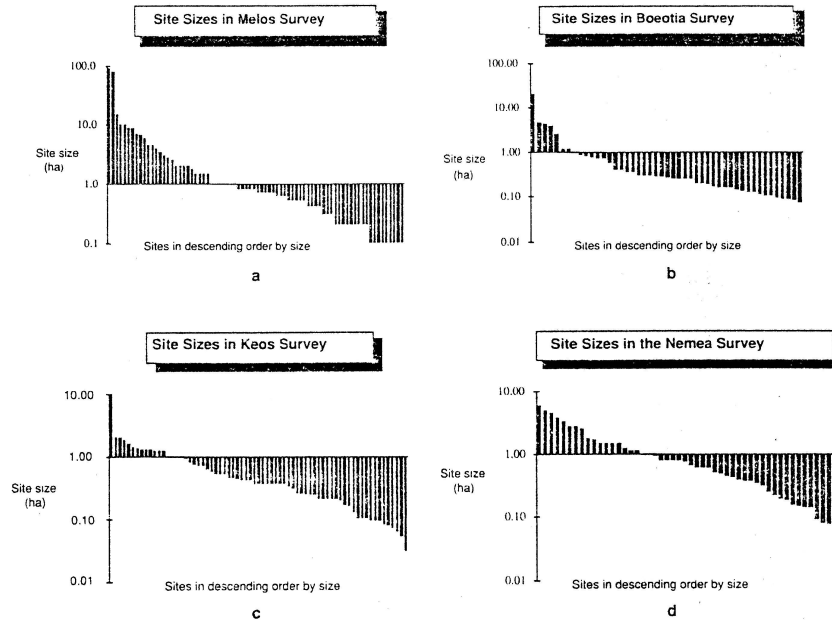 Site Sizes in Melos Survey
100.0
10.0
Site size
(ha)
1.0
0.1
Sites in descending order by size
a
Site Sizes in Boeotia Survey
100.00
10.00
Site size
(ha)
1.00
0.10
0.01
Sites in descending order by size
b
Site Sizes in Keos Survey
10.00
1.00
Site size
(ha)
0.10
0.01
Sites in descending order by size
c
Site Sizes in the Nemea Survey
10.00
1.00
Site size
(ha)
0.10
0.01
Sites in descending order by size
d